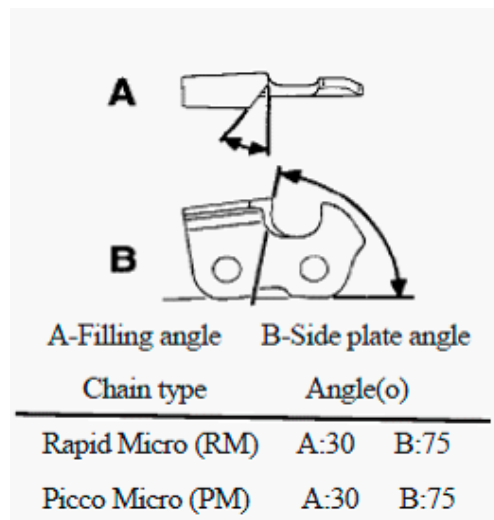 A
B
A-Filling angle B-Side plate angle
Chain type Angle(o)
Rapid Micro (RM) A:30 B:75
Picco Micro (PM) A:30 B:75